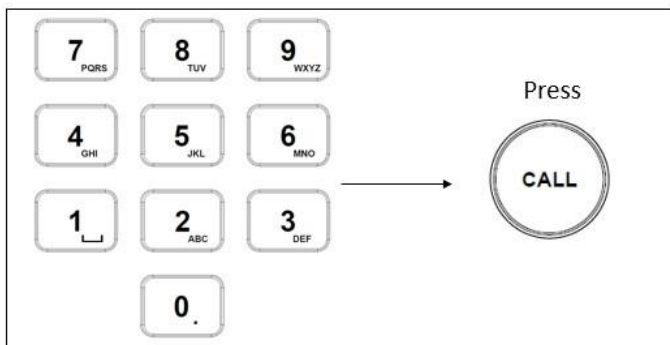 7 PQRS 8 TUV 9 WXYZ
Press
4 GHI 5 JKL 6 MNO
CALL
1 2 ABC 3 DEF
0 .